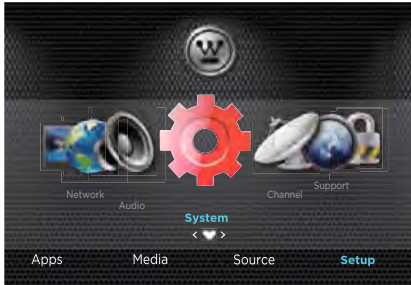 W
Network
Audio
Channel
Support
System
< >
Apps
Media
Source
Setup